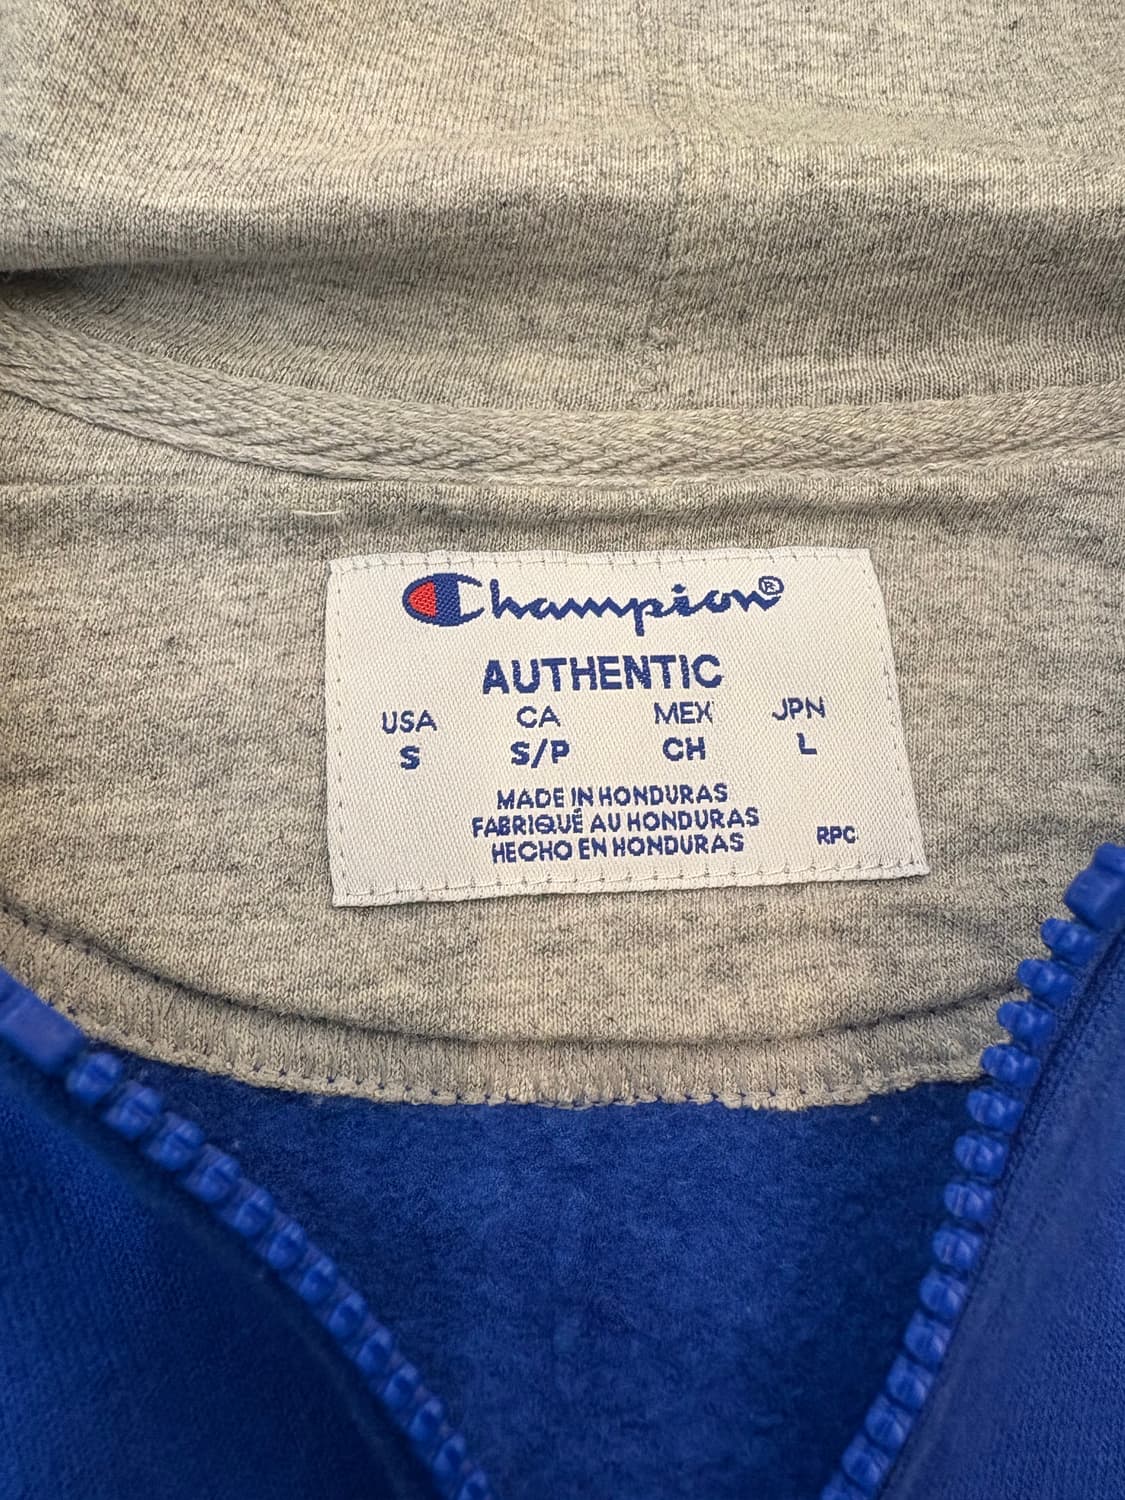 Champion®
AUTHENTIC
USA CA MEX JPN
S S/P CH L
MADE IN HONDURAS
FABRIQUÉ AU HONDURAS
HECHO EN HONDURAS RPC